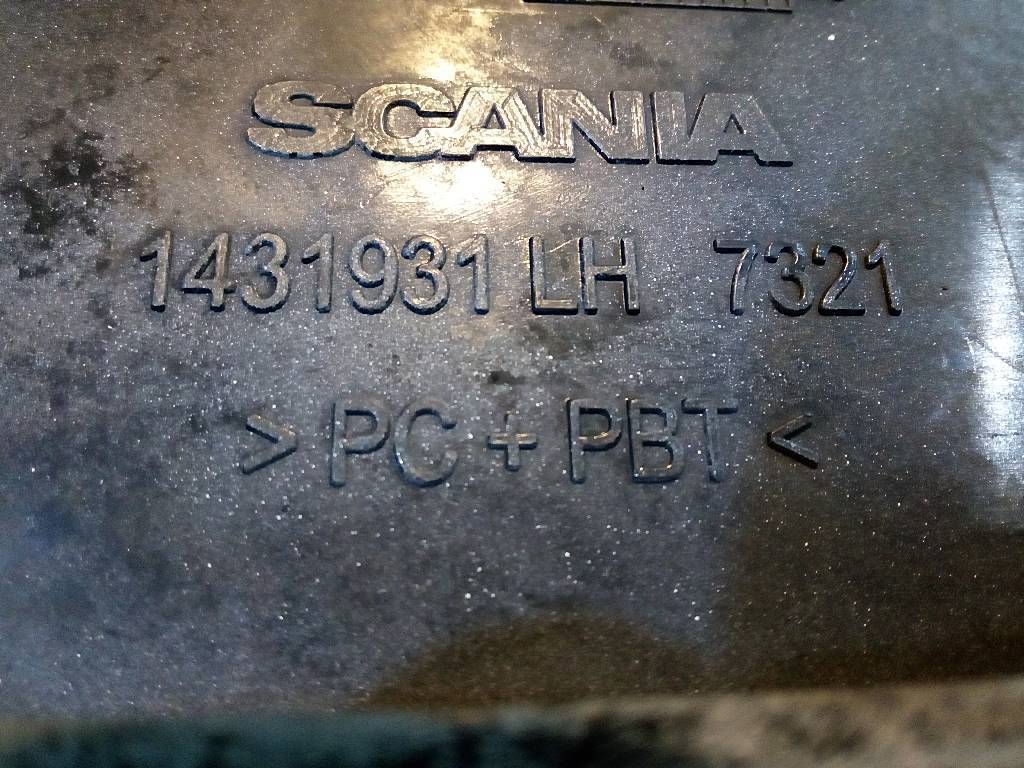 SCANIA
1431931 LH 7321
> PC + PBT <